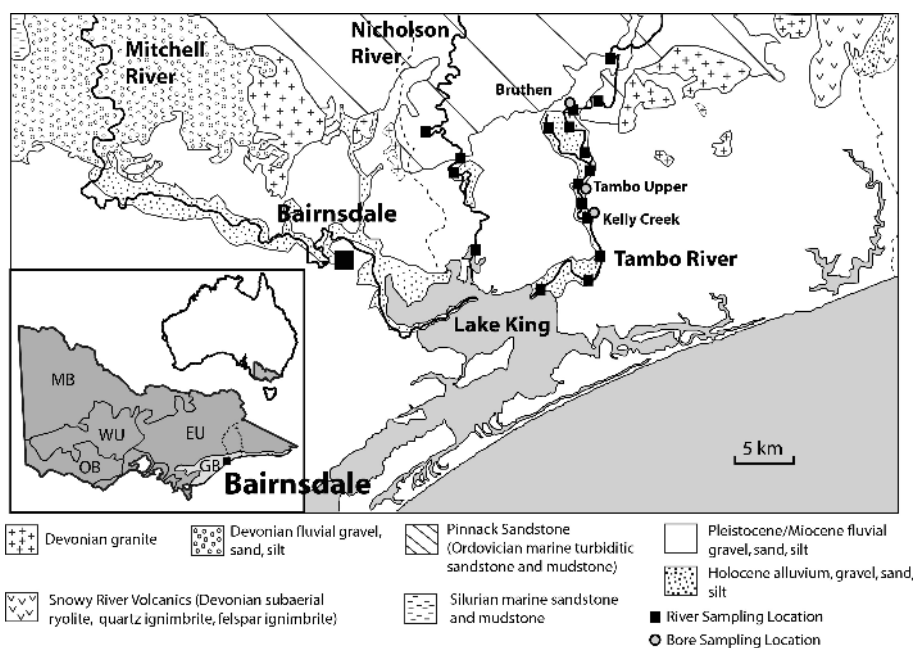 Mitchell
River
Nicholson
River
Bruthen
Tambo Upper
Kelly Creek
Bairnsdale
Tambo River
Lake King
5 km
MB
WU
EU
OB
GB
Bairnsdale
Devonian granite
Devonian fluvial gravel,
sand, silt
Pinnack Sandstone
(Ordovician marine turbiditic
sandstone and mudstone)
Pleistocene/Miocene fluvial
gravel, sand, silt
Holocene alluvium, gravel, sand,
silt
Snowy River Volcanics (Devonian subaerial
ryolite, quartz ignimbrite, felspar ignimbrite)
Silurian marine sandstone
and mudstone
River Sampling Location
Bore Sampling Location